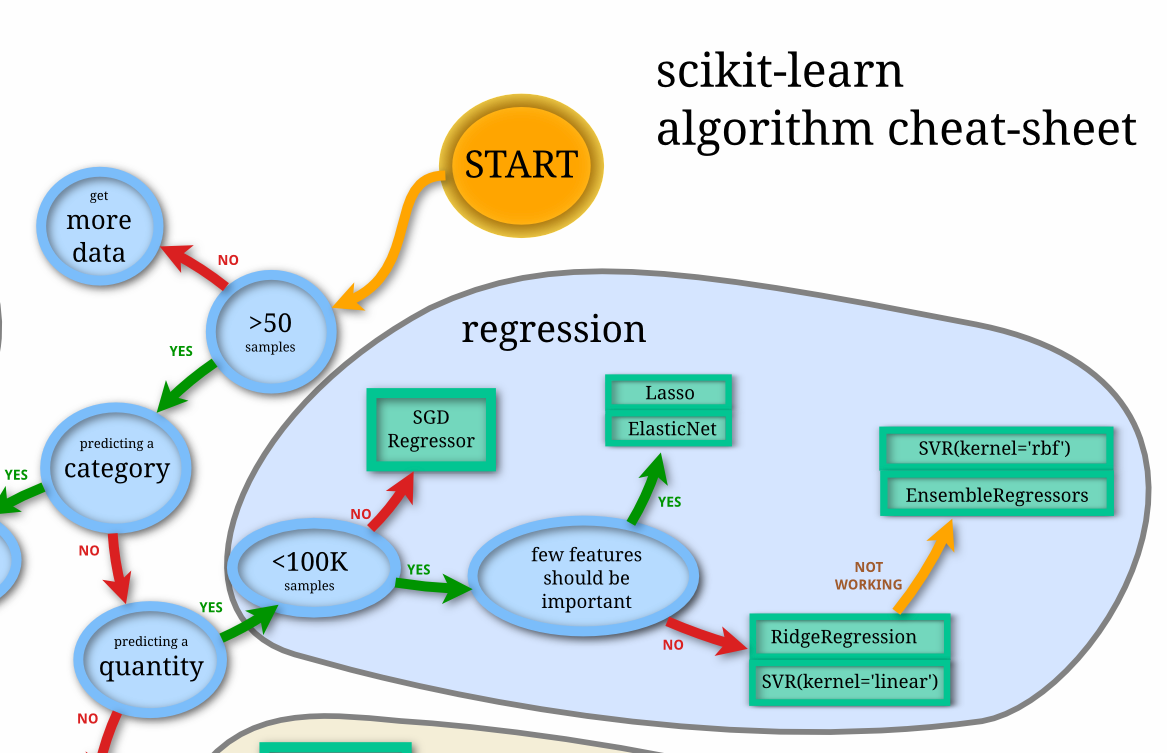 scikit-learn
algorithm cheat-sheet
START
get
more
data
NO
>50
samples
YES
predicting a
category
YES
NO
predicting a
quantity
YES
NO
regression
<100K
samples
NO
SGD
Regressor
YES
few features
should be
important
YES
Lasso
ElasticNet
NO
RidgeRegression
SVR(kernel='linear')
NOT
WORKING
SVR(kernel='rbf')
EnsembleRegressors